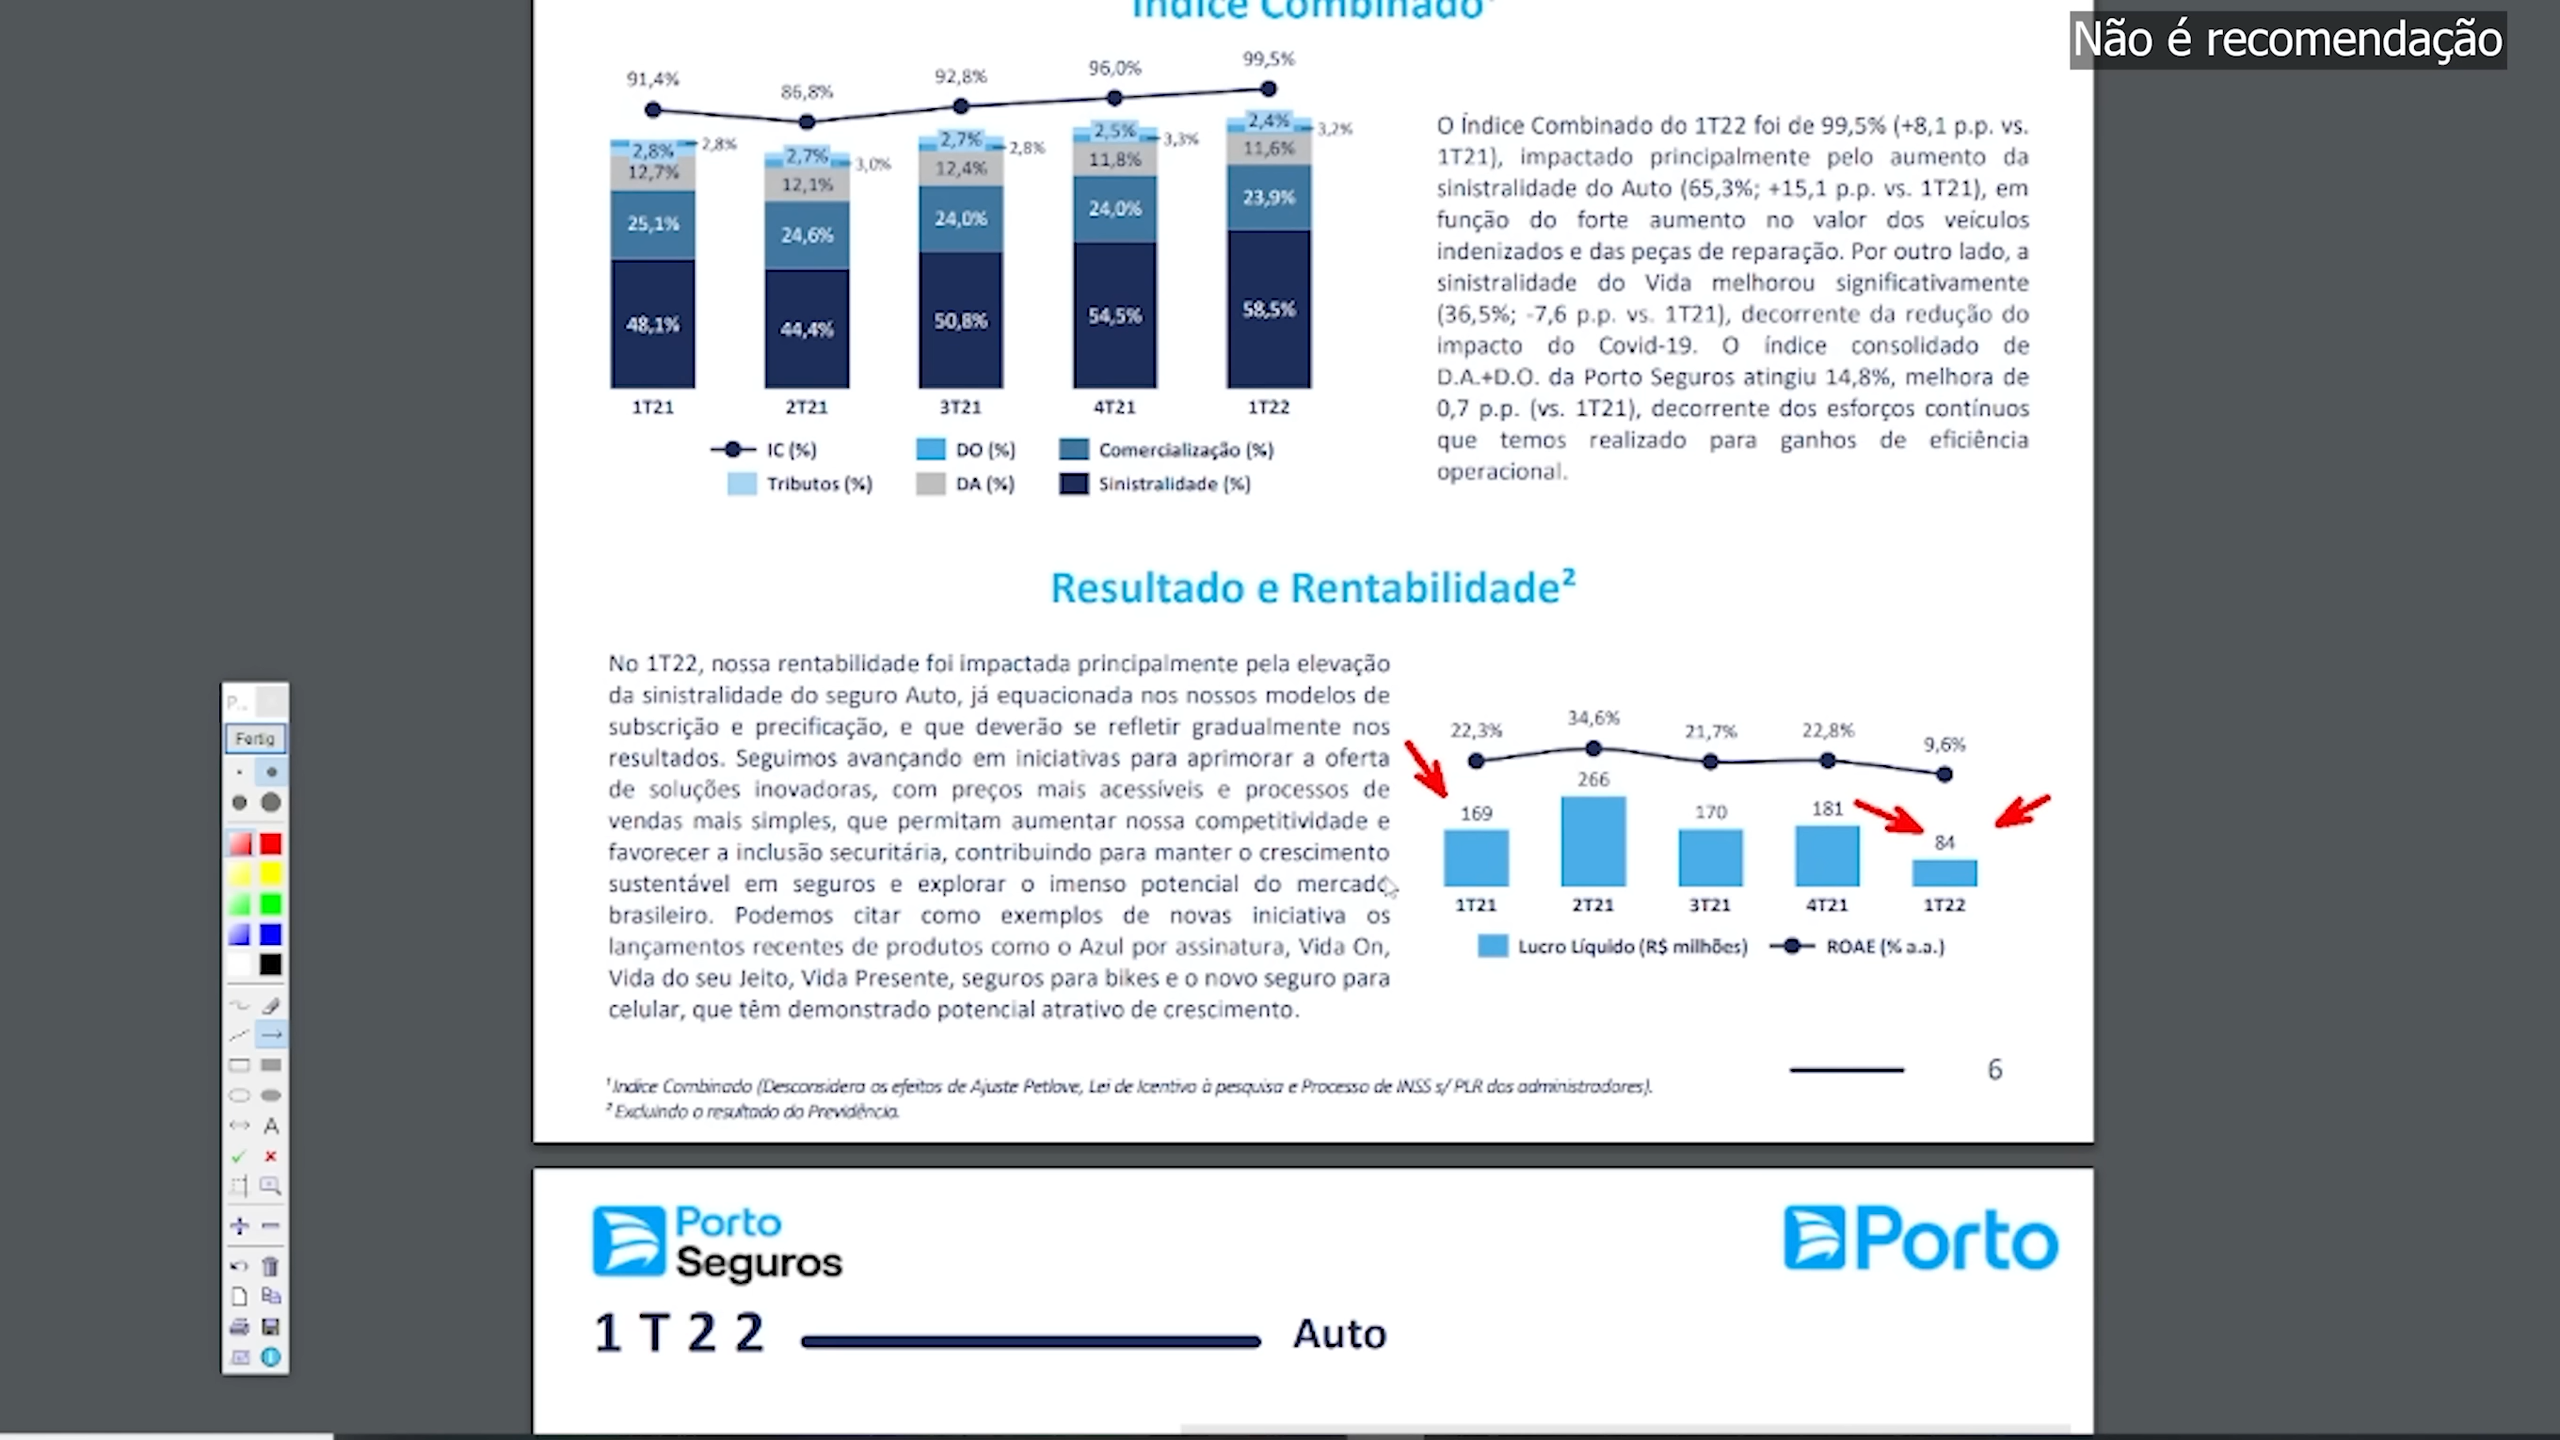 Índice Combinado¹
Não é recomendação
91,4%
86,8%
92,8%
96,0%
99,5%
2,8%
2,8%
12,7%
25,1%
48,1%
2,7%
3,0%
12,1%
24,6%
44,4%
2,7%
2,8%
12,4%
24,0%
50,8%
2,5%
3,3%
11,8%
24,0%
54,5%
2,4%
3,2%
11,6%
23,9%
58,5%
1T21
2T21
3T21
4T21
1T22
IC (%)
DO (%)
Comercialização (%)
Tributos (%)
DA (%)
Sinistralidade (%)
O Índice Combinado do 1T22 foi de 99,5% (+8,1 p.p. vs.
1T21), impactado principalmente pelo aumento da
sinistralidade do Auto (65,3%; +15,1 p.p. vs. 1T21), em
função do forte aumento no valor dos veículos
indenizados e das peças de reparação. Por outro lado, a
sinistralidade do Vida melhorou significativamente
(36,5%; -7,6 p.p. vs. 1T21), decorrente da redução do
impacto do Covid-19. O índice consolidado de
D.A.+D.O. da Porto Seguros atingiu 14,8%, melhora de
0,7 p.p. (vs. 1T21), decorrente dos esforços contínuos
que temos realizado para ganhos de eficiência
operacional.
Resultado e Rentabilidade²
No 1T22, nossa rentabilidade foi impactada principalmente pela elevação
da sinistralidade do seguro Auto, já equacionada nos nossos modelos de
subscrição e precificação, e que deverão se refletir gradualmente nos
resultados. Seguimos avançando em iniciativas para aprimorar a oferta
de soluções inovadoras, com preços mais acessíveis e processos de
vendas mais simples, que permitam aumentar nossa competitividade e
favorecer a inclusão securitária, contribuindo para manter o crescimento
sustentável em seguros e explorar o imenso potencial do mercado
brasileiro. Podemos citar como exemplos de novas iniciativa os
lançamentos recentes de produtos como o Azul por assinatura, Vida On,
Vida do seu Jeito, Vida Presente, seguros para bikes e o novo seguro para
celular, que têm demonstrado potencial atrativo de crescimento.
22,3%
34,6%
21,7%
22,8%
9,6%
169
266
170
181
84
1T21
2T21
3T21
4T21
1T22
Lucro Líquido (R$ milhões)
ROAE (% a.a.)
¹ Indice Combinado (Desconsidera os efeitos de Ajuste Petlove, Lei de Icentivo à pesquisa e Processo de INSS s/ PLR dos administradores).
² Excluindo o resultado da Previdência.
6
P...
Fertig
A
Porto
Seguros
Porto
1T22
Auto